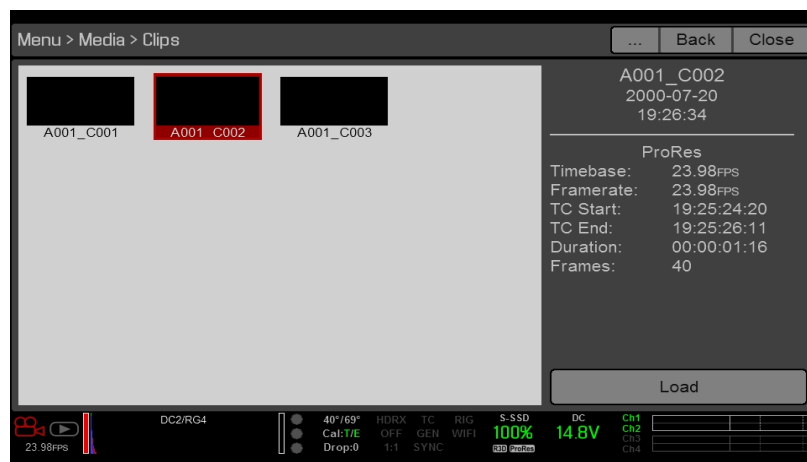 Menu > Media > Clips
... Back Close
A001_C001 A001_C002 A001_C003
A001_C002
2000-07-20
19:26:34
ProRes
Timebase: 23.98FPS
Framerate: 23.98FPS
TC Start: 19:25:24:20
TC End: 19:25:26:11
Duration: 00:00:01:16
Frames: 40
Load
23.98FPS
DC2/RG4
40°/69° HDRX TC RIG
Cal:T/E OFF GEN WIFI
Drop:0 1:1 SYNC
S-SSD
100%
R3D ProRes
DC
14.8V
Ch1
Ch2
Ch3
Ch4